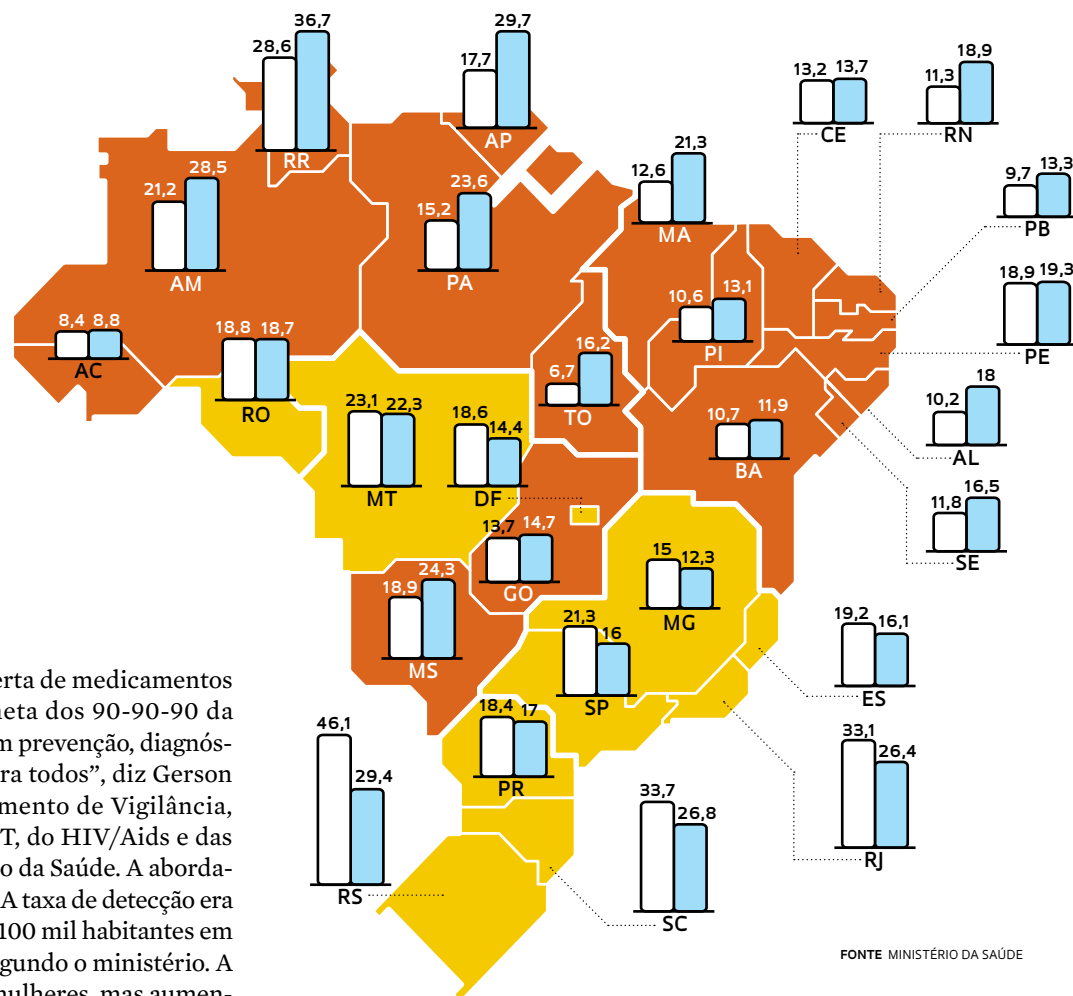 28,6 36,7
RR
17,7 29,7
AP
13,2 13,7
CE
11,3 18,9
RN
21,2 28,5
AM
15,2 23,6
PA
12,6 21,3
MA
9,7 13,3
PB
8,4 8,8
AC
18,8 18,7
RO
10,6 13,1
PI
18,9 19,3
PE
6,7 16,2
TO
23,1 22,3
MT
18,6 14,4
DF
10,7 11,9
BA
10,2 18
AL
13,7 14,7
GO
11,8 16,5
SE
18,9 24,3
MS
15 12,3
MG
21,3 16
SP
19,2 16,1
ES
18,4 17
PR
33,1 26,4
RJ
46,1 29,4
RS
33,7 26,8
SC
erta de medicamentos
neta dos 90-90-90 da
m prevenção, diagnós-
ra todos”, diz Gerson
mento de Vigilância,
T, do HIV/Aids e das
o da Saúde. A aborda-
A taxa de detecção era
100 mil habitantes em
gundo o ministério. A
mulheres, mas aumen-
FONTE MINISTÉRIO DA SAÚDE